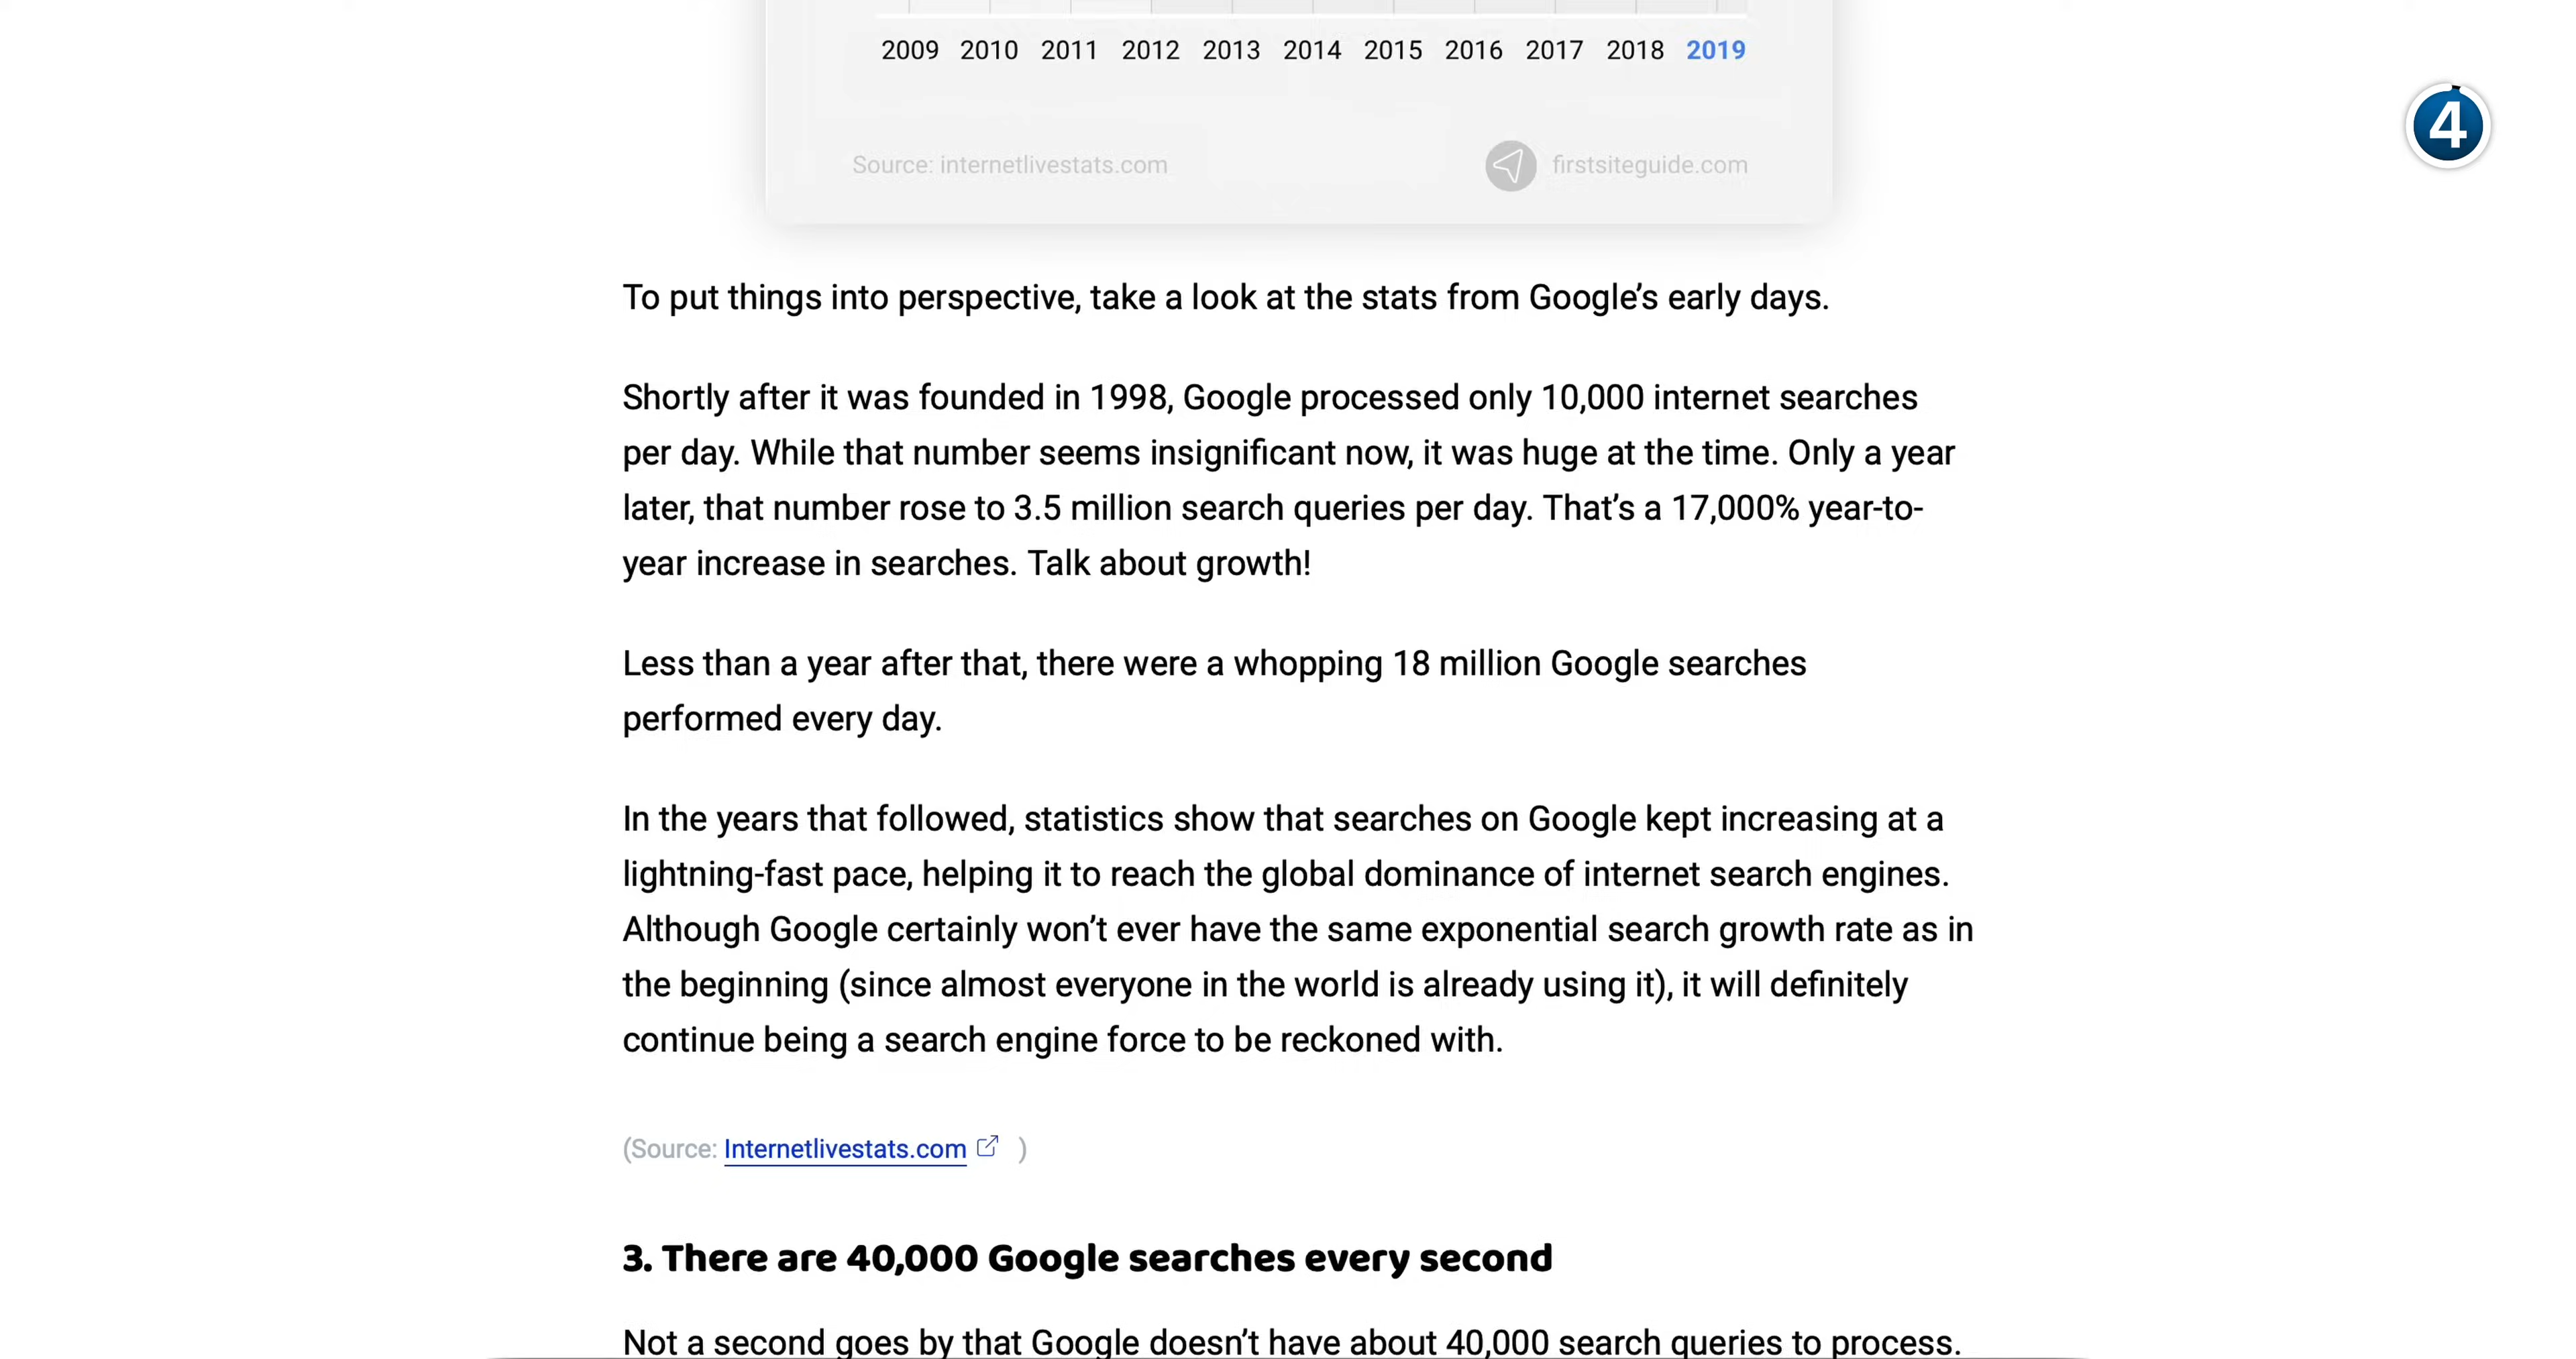 2009 2010 2011 2012 2013 2014 2015 2016 2017 2018 2019
4
Source: internetlivestats.com firstsiteguide.com
To put things into perspective, take a look at the stats from Google’s early days.
Shortly after it was founded in 1998, Google processed only 10,000 internet searches
per day. While that number seems insignificant now, it was huge at the time. Only a year
later, that number rose to 3.5 million search queries per day. That’s a 17,000% year-to-
year increase in searches. Talk about growth!
Less than a year after that, there were a whopping 18 million Google searches
performed every day.
In the years that followed, statistics show that searches on Google kept increasing at a
lightning-fast pace, helping it to reach the global dominance of internet search engines.
Although Google certainly won’t ever have the same exponential search growth rate as in
the beginning (since almost everyone in the world is already using it), it will definitely
continue being a search engine force to be reckoned with.
(Source: Internetlivestats.com )
3. There are 40,000 Google searches every second
Not a second goes by that Google doesn’t have about 40,000 search queries to process.